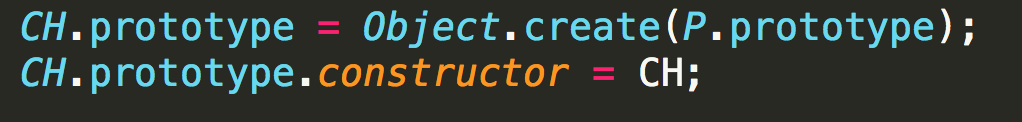 CH.prototype = Object.create(P.prototype);
CH.prototype.constructor = CH;